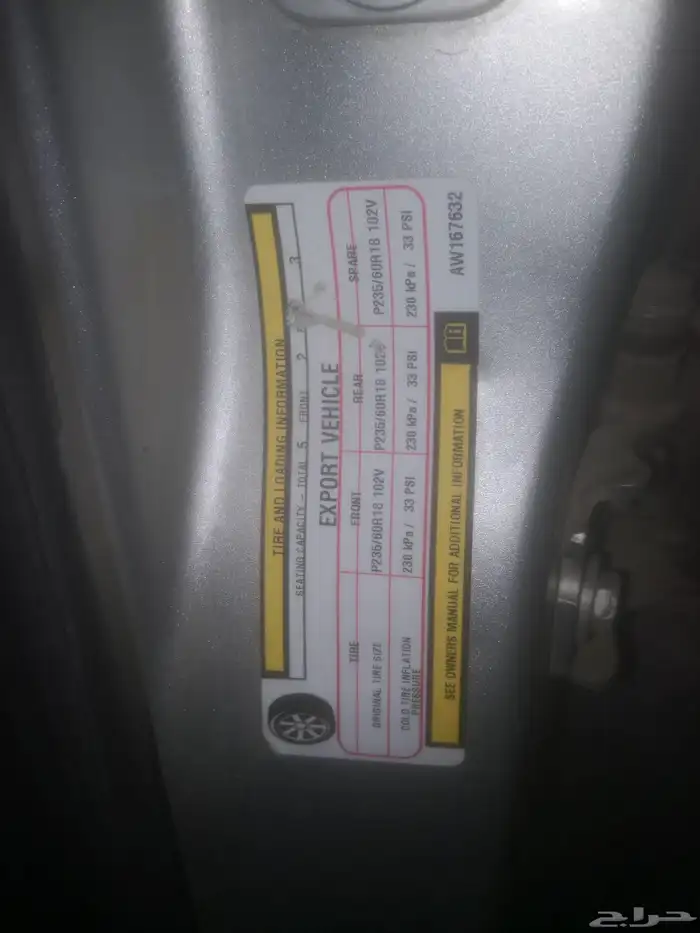 TIRE AND LOADING INFORMATION
SEATING CAPACITY - TOTAL 5 FRONT 2 3
EXPORT VEHICLE
TIRE FRONT REAR SPARE
ORIGINAL TIRE SIZE P235/60R18 102V P235/60R18 P235/60R18 102V
COLD TIRE INFLATION PRESSURE 230 kPa / 33 PSI 230 kPa / 33 PSI 230 kPa / 33 PSI
SEE OWNERS MANUAL FOR ADDITIONAL INFORMATION
AW167632
حراج